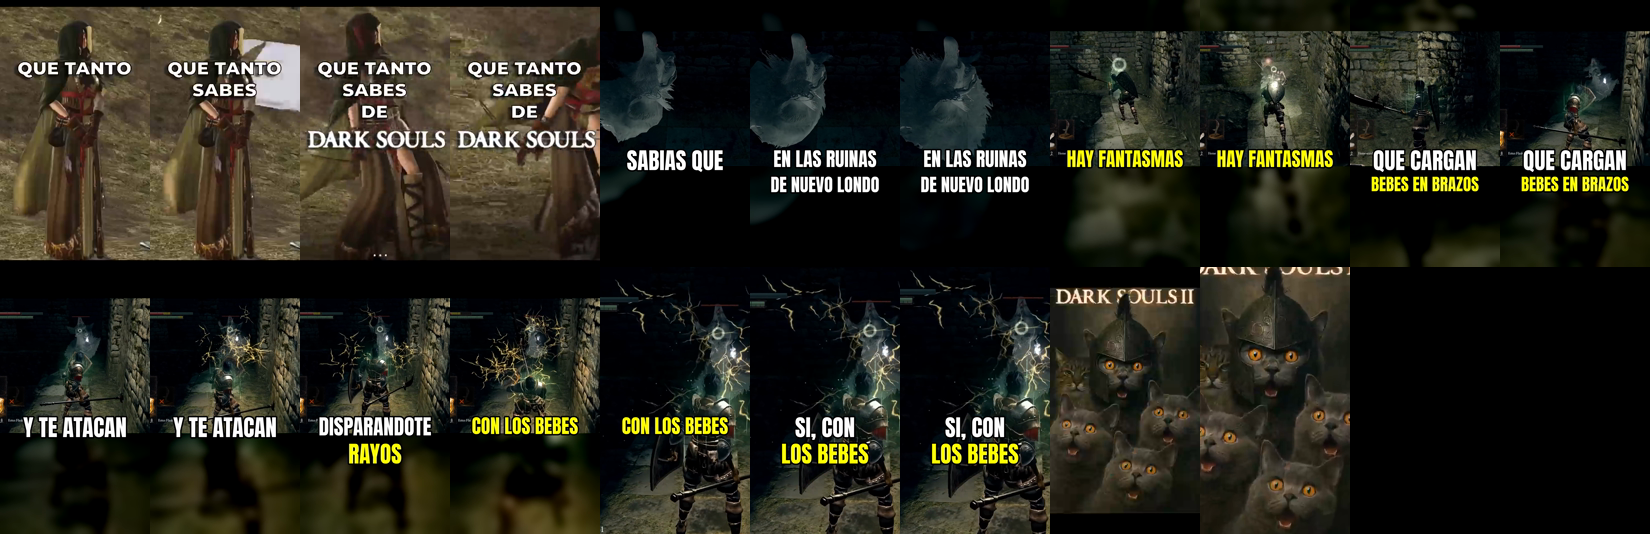 QUE TANTO
QUE TANTO
SABES
QUE TANTO
SABES
DE
DARK SOULS
QUE TANTO
SABES
DE
DARK SOULS
...
SABIAS QUE
EN LAS RUINAS
DE NUEVO LONDO
EN LAS RUINAS
DE NUEVO LONDO
HAY FANTASMAS
HAY FANTASMAS
QUE CARGAN
BEBES EN BRAZOS
QUE CARGAN
BEBES EN BRAZOS
Y TE ATACAN
Y TE ATACAN
DISPARANDOTE
RAYOS
CON LOS BEBES
CON LOS BEBES
SI, CON
LOS BEBES
SI, CON
LOS BEBES
DARK SOULS II
DARK SOULS I